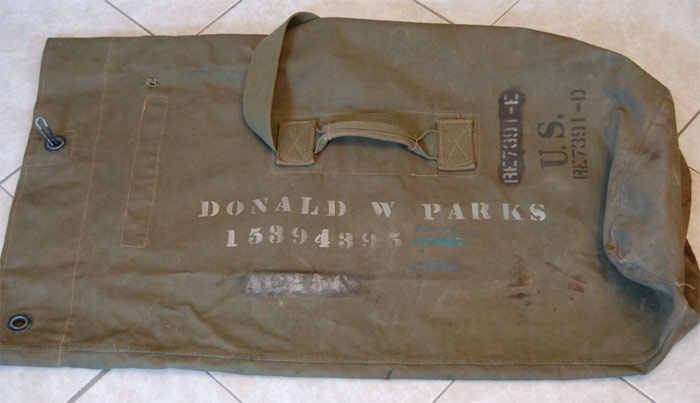 RE7391-E
U.S.
RE7391-D
DONALD W PARKS
15394395